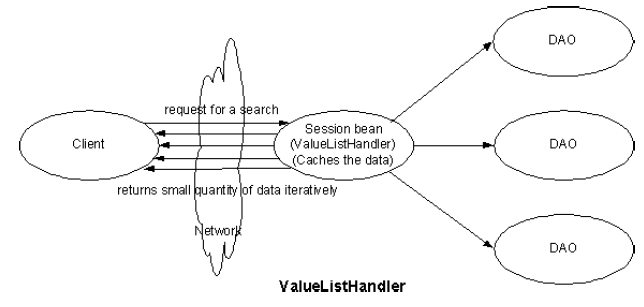 DAO
request for a search
Client
Session bean
(ValueListHandler)
(Caches the data)
DAO
returns small quantity of data iteratively
Network
DAO
ValueListHandler